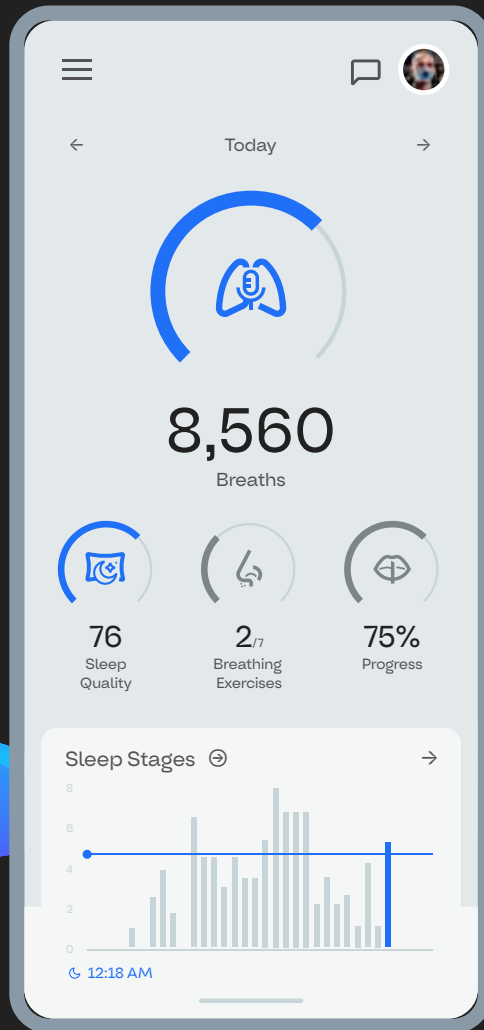 Today
8,560
Breaths
76
Sleep
Quality
2/7
Breathing
Exercises
75%
Progress
Sleep Stages
8
6
4
2
0
12:18 AM